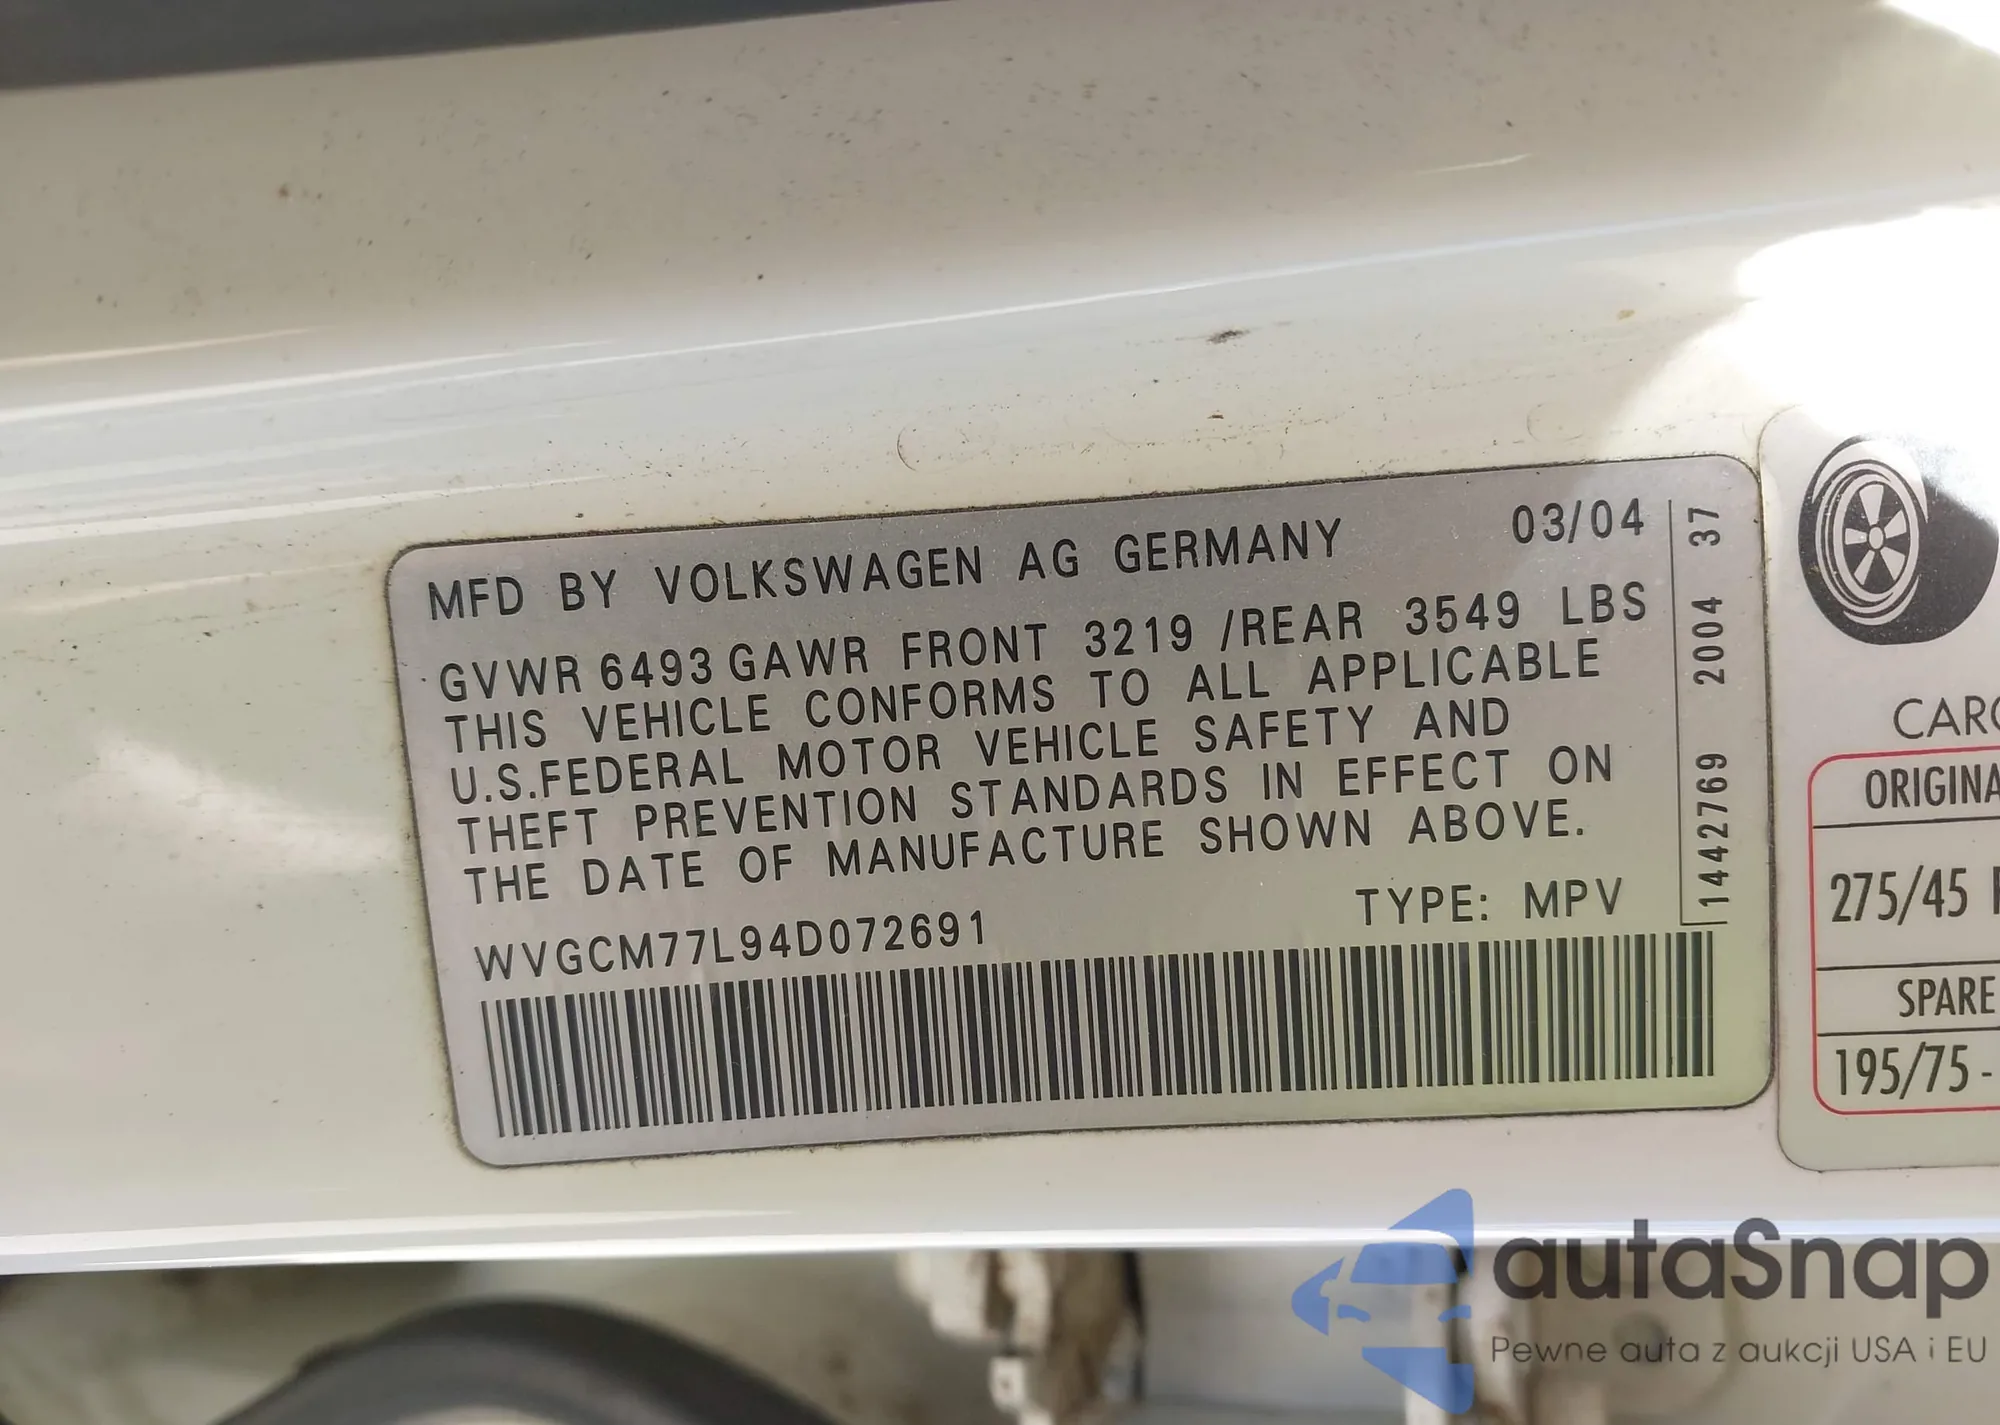 MFD BY VOLKSWAGEN AG GERMANY 03/04
GVWR 6493 GAWR FRONT 3219 /REAR 3549 LBS
THIS VEHICLE CONFORMS TO ALL APPLICABLE
U.S.FEDERAL MOTOR VEHICLE SAFETY AND
THEFT PREVENTION STANDARDS IN EFFECT ON
THE DATE OF MANUFACTURE SHOWN ABOVE.
WVGCM77L94D072691 TYPE: MPV
1442769 2004 37
CARG
ORIGINA
275/45 R
SPARE
195/75 -
autaSnap
Pewne auta z aukcji USA i EU